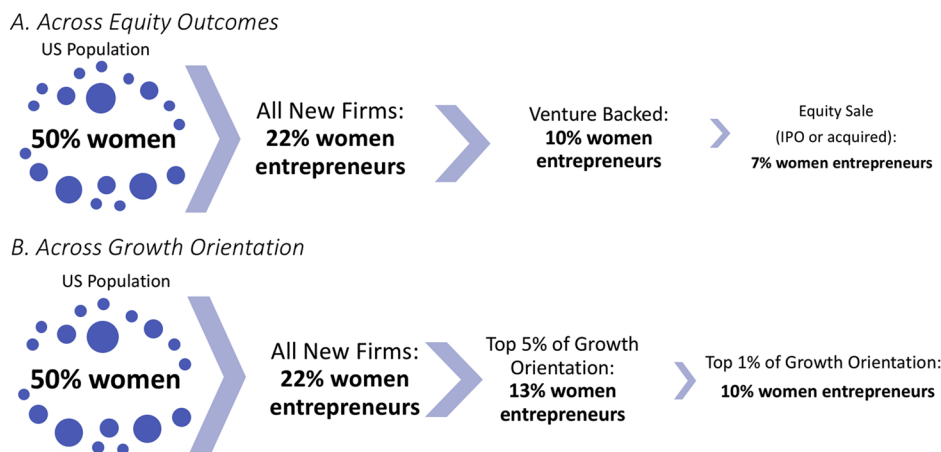 A. Across Equity Outcomes
US Population
50% women
All New Firms:
22% women
entrepreneurs
Venture Backed:
10% women
entrepreneurs
Equity Sale
(IPO or acquired):
7% women entrepreneurs
B. Across Growth Orientation
US Population
50% women
All New Firms:
22% women
entrepreneurs
Top 5% of Growth
Orientation:
13% women
entrepreneurs
Top 1% of Growth Orientation:
10% women entrepreneurs